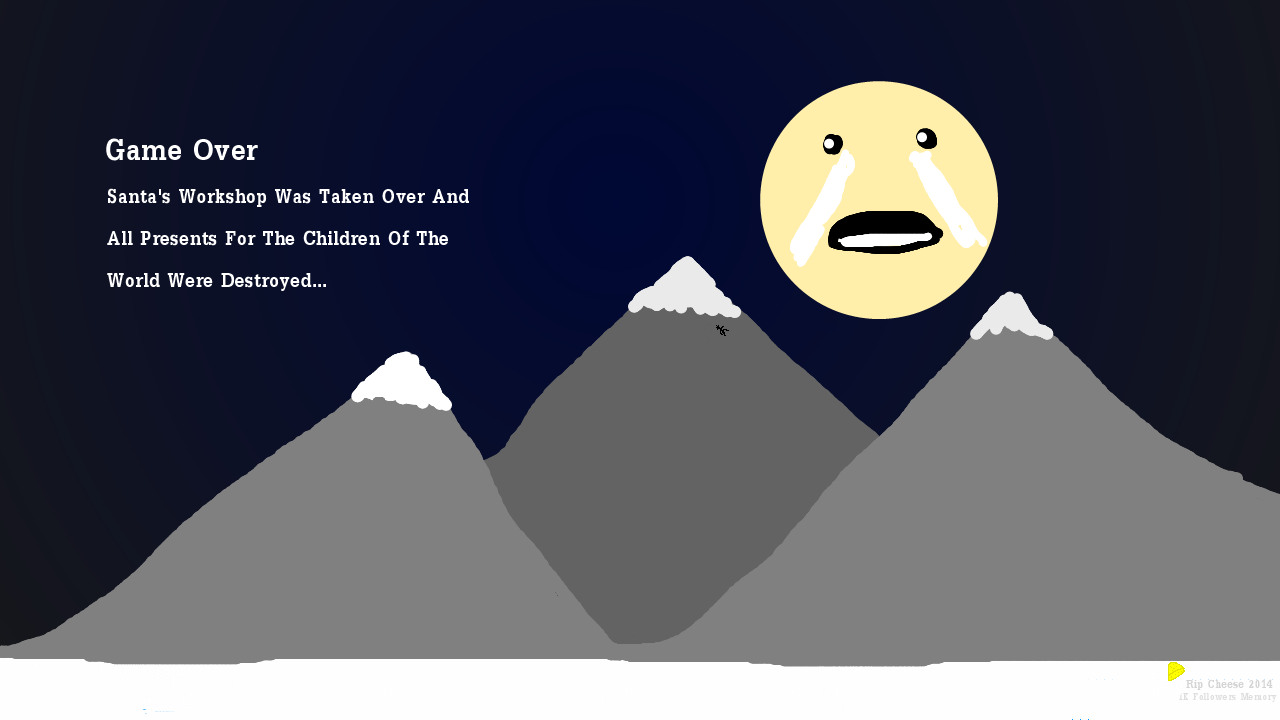 Game Over
Santa's Workshop Was Taken Over And
All Presents For The Children Of The
World Were Destroyed...
Rip Cheese 2014
1K Followers Memory